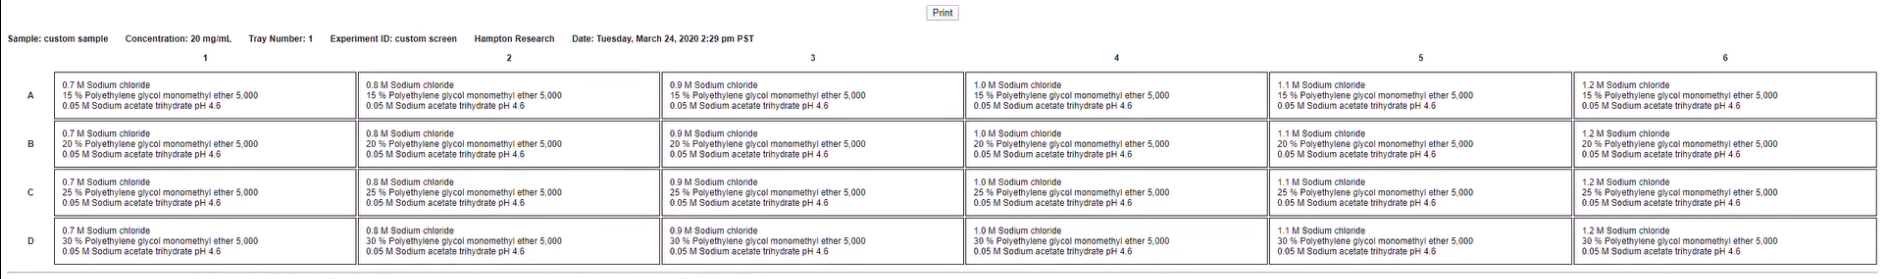 Print
Sample: custom sample Concentration: 20 mg/mL Tray Number: 1 Experiment ID: custom screen Hampton Research Date: Tuesday, March 24, 2020 2:29 pm PST
1 2 3 4 5 6
A
0.7 M Sodium chloride 0.8 M Sodium chloride 0.9 M Sodium chloride 1.0 M Sodium chloride 1.1 M Sodium chloride 1.2 M Sodium chloride
15 % Polyethylene glycol monomethyl ether 5,000 15 % Polyethylene glycol monomethyl ether 5,000 15 % Polyethylene glycol monomethyl ether 5,000 15 % Polyethylene glycol monomethyl ether 5,000 15 % Polyethylene glycol monomethyl ether 5,000 15 % Polyethylene glycol monomethyl ether 5,000
0.05 M Sodium acetate trihydrate pH 4.6 0.05 M Sodium acetate trihydrate pH 4.6 0.05 M Sodium acetate trihydrate pH 4.6 0.05 M Sodium acetate trihydrate pH 4.6 0.05 M Sodium acetate trihydrate pH 4.6 0.05 M Sodium acetate trihydrate pH 4.6
B
0.7 M Sodium chloride 0.8 M Sodium chloride 0.9 M Sodium chloride 1.0 M Sodium chloride 1.1 M Sodium chloride 1.2 M Sodium chloride
20 % Polyethylene glycol monomethyl ether 5,000 20 % Polyethylene glycol monomethyl ether 5,000 20 % Polyethylene glycol monomethyl ether 5,000 20 % Polyethylene glycol monomethyl ether 5,000 20 % Polyethylene glycol monomethyl ether 5,000 20 % Polyethylene glycol monomethyl ether 5,000
0.05 M Sodium acetate trihydrate pH 4.6 0.05 M Sodium acetate trihydrate pH 4.6 0.05 M Sodium acetate trihydrate pH 4.6 0.05 M Sodium acetate trihydrate pH 4.6 0.05 M Sodium acetate trihydrate pH 4.6 0.05 M Sodium acetate trihydrate pH 4.6
C
0.7 M Sodium chloride 0.8 M Sodium chloride 0.9 M Sodium chloride 1.0 M Sodium chloride 1.1 M Sodium chloride 1.2 M Sodium chloride
25 % Polyethylene glycol monomethyl ether 5,000 25 % Polyethylene glycol monomethyl ether 5,000 25 % Polyethylene glycol monomethyl ether 5,000 25 % Polyethylene glycol monomethyl ether 5,000 25 % Polyethylene glycol monomethyl ether 5,000 25 % Polyethylene glycol monomethyl ether 5,000
0.05 M Sodium acetate trihydrate pH 4.6 0.05 M Sodium acetate trihydrate pH 4.6 0.05 M Sodium acetate trihydrate pH 4.6 0.05 M Sodium acetate trihydrate pH 4.6 0.05 M Sodium acetate trihydrate pH 4.6 0.05 M Sodium acetate trihydrate pH 4.6
D
0.7 M Sodium chloride 0.8 M Sodium chloride 0.9 M Sodium chloride 1.0 M Sodium chloride 1.1 M Sodium chloride 1.2 M Sodium chloride
30 % Polyethylene glycol monomethyl ether 5,000 30 % Polyethylene glycol monomethyl ether 5,000 30 % Polyethylene glycol monomethyl ether 5,000 30 % Polyethylene glycol monomethyl ether 5,000 30 % Polyethylene glycol monomethyl ether 5,000 30 % Polyethylene glycol monomethyl ether 5,000
0.05 M Sodium acetate trihydrate pH 4.6 0.05 M Sodium acetate trihydrate pH 4.6 0.05 M Sodium acetate trihydrate pH 4.6 0.05 M Sodium acetate trihydrate pH 4.6 0.05 M Sodium acetate trihydrate pH 4.6 0.05 M Sodium acetate trihydrate pH 4.6